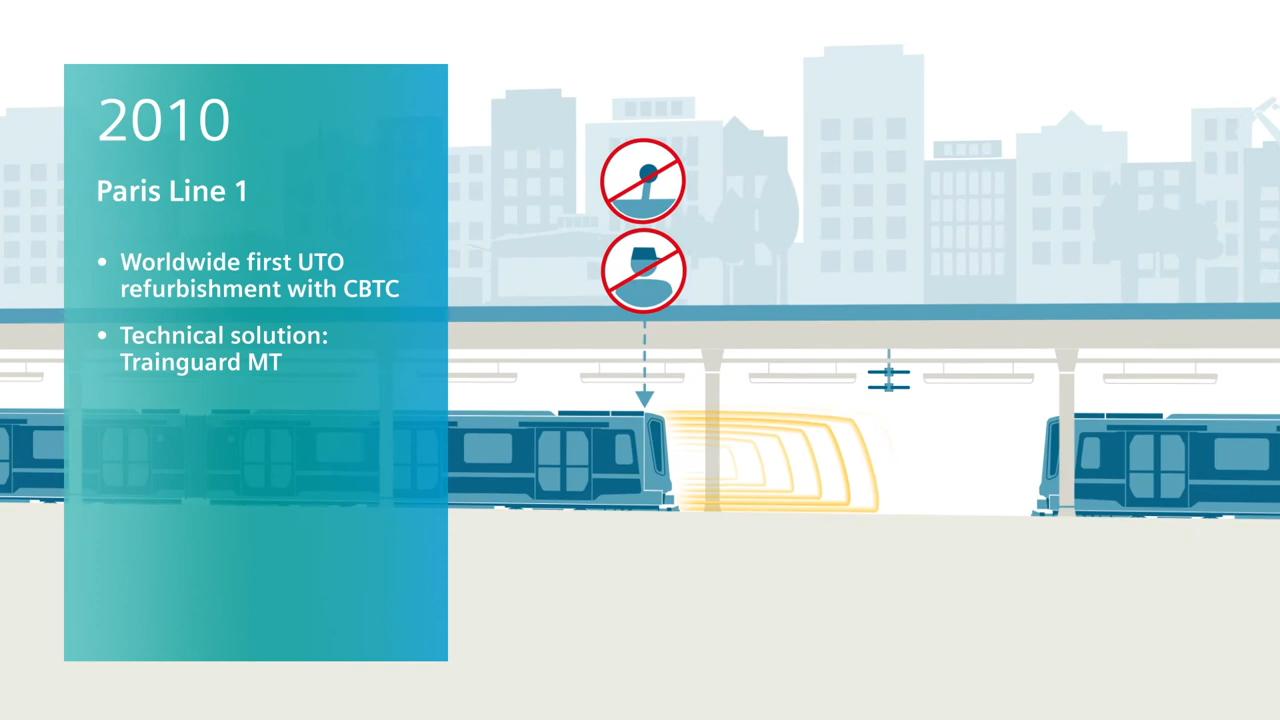 2010
Paris Line 1
• Worldwide first UTO
refurbishment with CBTC
• Technical solution:
Trainguard MT